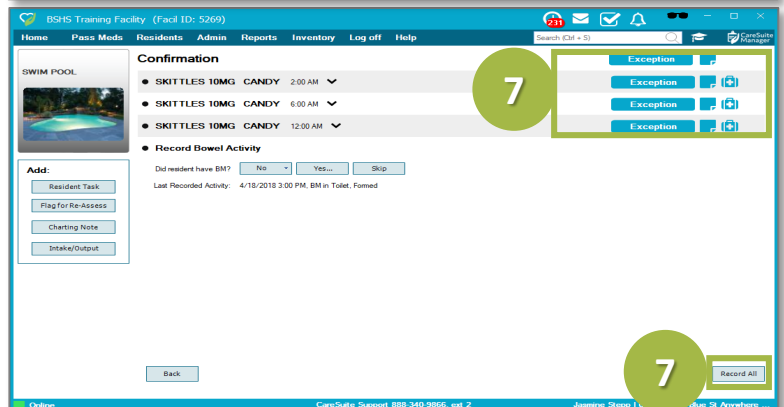 BSHS Training Facility (Facil ID: 5269)
231
Home Pass Meds Residents Admin Reports Inventory Log off Help
Search (Ctrl + S)
CareSuite Manager
Confirmation
SWIM POOL
Exception
SKITTLES 10MG CANDY 2:00 AM
Exception
SKITTLES 10MG CANDY 6:00 AM
Exception
SKITTLES 10MG CANDY 12:00 AM
Exception
7
Record Bowel Activity
Did resident have BM? No Yes... Skip
Last Recorded Activity: 4/18/2018 3:00 PM, BM in Toilet, Formed
Add:
Resident Task
Flag for Re-Assess
Charting Note
Intake/Output
Back
7
Record All
Online
CareSuite Support 888-340-9866, ext 2
Jasmine Stepp
St Anywhere